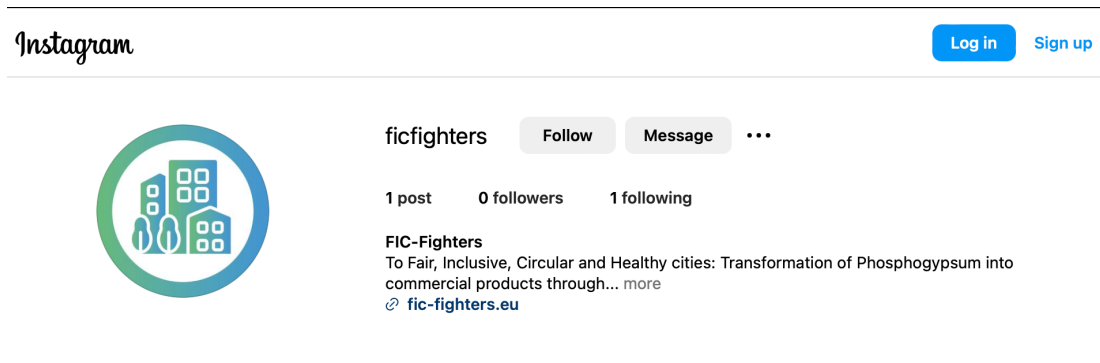 Instagram
Log in
Sign up
ficfighters
Follow
Message
1 post
0 followers
1 following
FIC-Fighters
To Fair, Inclusive, Circular and Healthy cities: Transformation of Phosphogypsum into
commercial products through... more
fic-fighters.eu